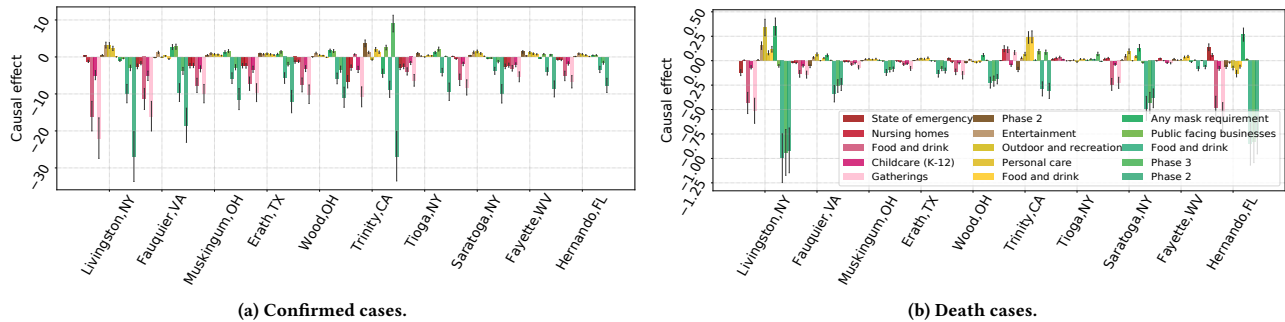 Causal effect
10
0
−10
−20
−30
Livingston,NY
Fauquier,VA
Muskingum,OH
Erath,TX
Wood,OH
Trinity,CA
Tioga,NY
Saratoga,NY
Fayette,WV
Hernando,FL
(a) Confirmed cases.
Causal effect
0.50
0.25
0.00
−0.25
−0.50
−0.75
−1.00
−1.25
State of emergency
Nursing homes
Food and drink
Childcare (K-12)
Gatherings
Phase 2
Entertainment
Outdoor and recreation
Personal care
Food and drink
Any mask requirement
Public facing businesses
Food and drink
Phase 3
Phase 2
Livingston,NY
Fauquier,VA
Muskingum,OH
Erath,TX
Wood,OH
Trinity,CA
Tioga,NY
Saratoga,NY
Fayette,WV
Hernando,FL
(b) Death cases.